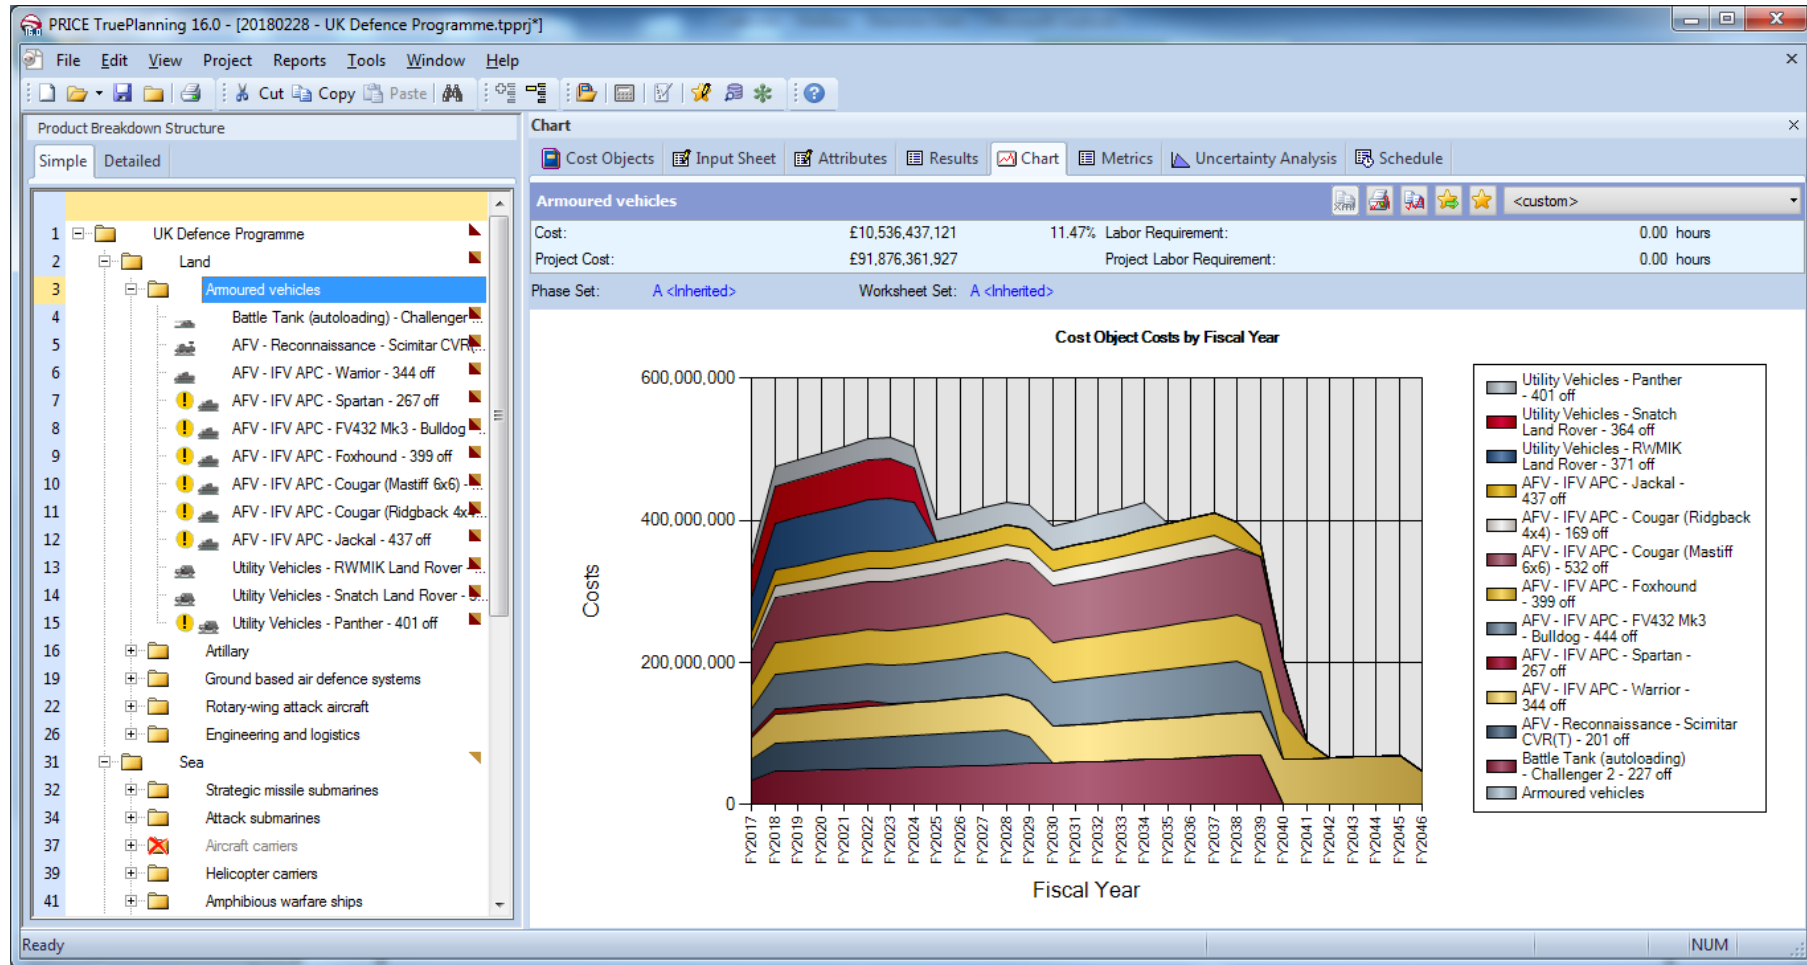 PRICE TruePlanning 16.0 - [20180228 - UK Defence Programme.tpprj*]
File Edit View Project Reports Tools Window Help
Cut Copy Paste
Product Breakdown Structure
Simple Detailed
1 UK Defence Programme
2 Land
3 Armoured vehicles
4 Battle Tank (autoloading) - Challenger ...
5 AFV - Reconnaissance - Scimitar CVR(...
6 AFV - IFV APC - Warrior - 344 off
7 AFV - IFV APC - Spartan - 267 off
8 AFV - IFV APC - FV432 Mk3 - Bulldog ...
9 AFV - IFV APC - Foxhound - 399 off
10 AFV - IFV APC - Cougar (Mastiff 6x6) - ...
11 AFV - IFV APC - Cougar (Ridgback 4x4...
12 AFV - IFV APC - Jackal - 437 off
13 Utility Vehicles - RWMIK Land Rover - ...
14 Utility Vehicles - Snatch Land Rover - 3...
15 Utility Vehicles - Panther - 401 off
16 Artillary
19 Ground based air defence systems
22 Rotary-wing attack aircraft
26 Engineering and logistics
31 Sea
32 Strategic missile submarines
34 Attack submarines
37 Aircraft carriers
39 Helicopter carriers
41 Amphibious warfare ships
Chart
Cost Objects Input Sheet Attributes Results Chart Metrics Uncertainty Analysis Schedule
Armoured vehicles <custom>
Cost: £10,536,437,121 11.47% Labor Requirement: 0.00 hours
Project Cost: £91,876,361,927 Project Labor Requirement: 0.00 hours
Phase Set: A <Inherited> Worksheet Set: A <Inherited>
Cost Object Costs by Fiscal Year
600,000,000
400,000,000
200,000,000
0
Costs
FY2017
FY2018
FY2019
FY2020
FY2021
FY2022
FY2023
FY2024
FY2025
FY2026
FY2027
FY2028
FY2029
FY2030
FY2031
FY2032
FY2033
FY2034
FY2035
FY2036
FY2037
FY2038
FY2039
FY2040
FY2041
FY2042
FY2043
FY2044
FY2045
FY2046
Fiscal Year
Utility Vehicles - Panther
- 401 off
Utility Vehicles - Snatch
Land Rover - 364 off
Utility Vehicles - RWMIK
Land Rover - 371 off
AFV - IFV APC - Jackal -
437 off
AFV - IFV APC - Cougar (Ridgback
4x4) - 169 off
AFV - IFV APC - Cougar (Mastiff
6x6) - 532 off
AFV - IFV APC - Foxhound
- 399 off
AFV - IFV APC - FV432 Mk3
- Bulldog - 444 off
AFV - IFV APC - Spartan -
267 off
AFV - IFV APC - Warrior -
344 off
AFV - Reconnaissance - Scimitar
CVR(T) - 201 off
Battle Tank (autoloading)
- Challenger 2 - 227 off
Armoured vehicles
Ready NUM